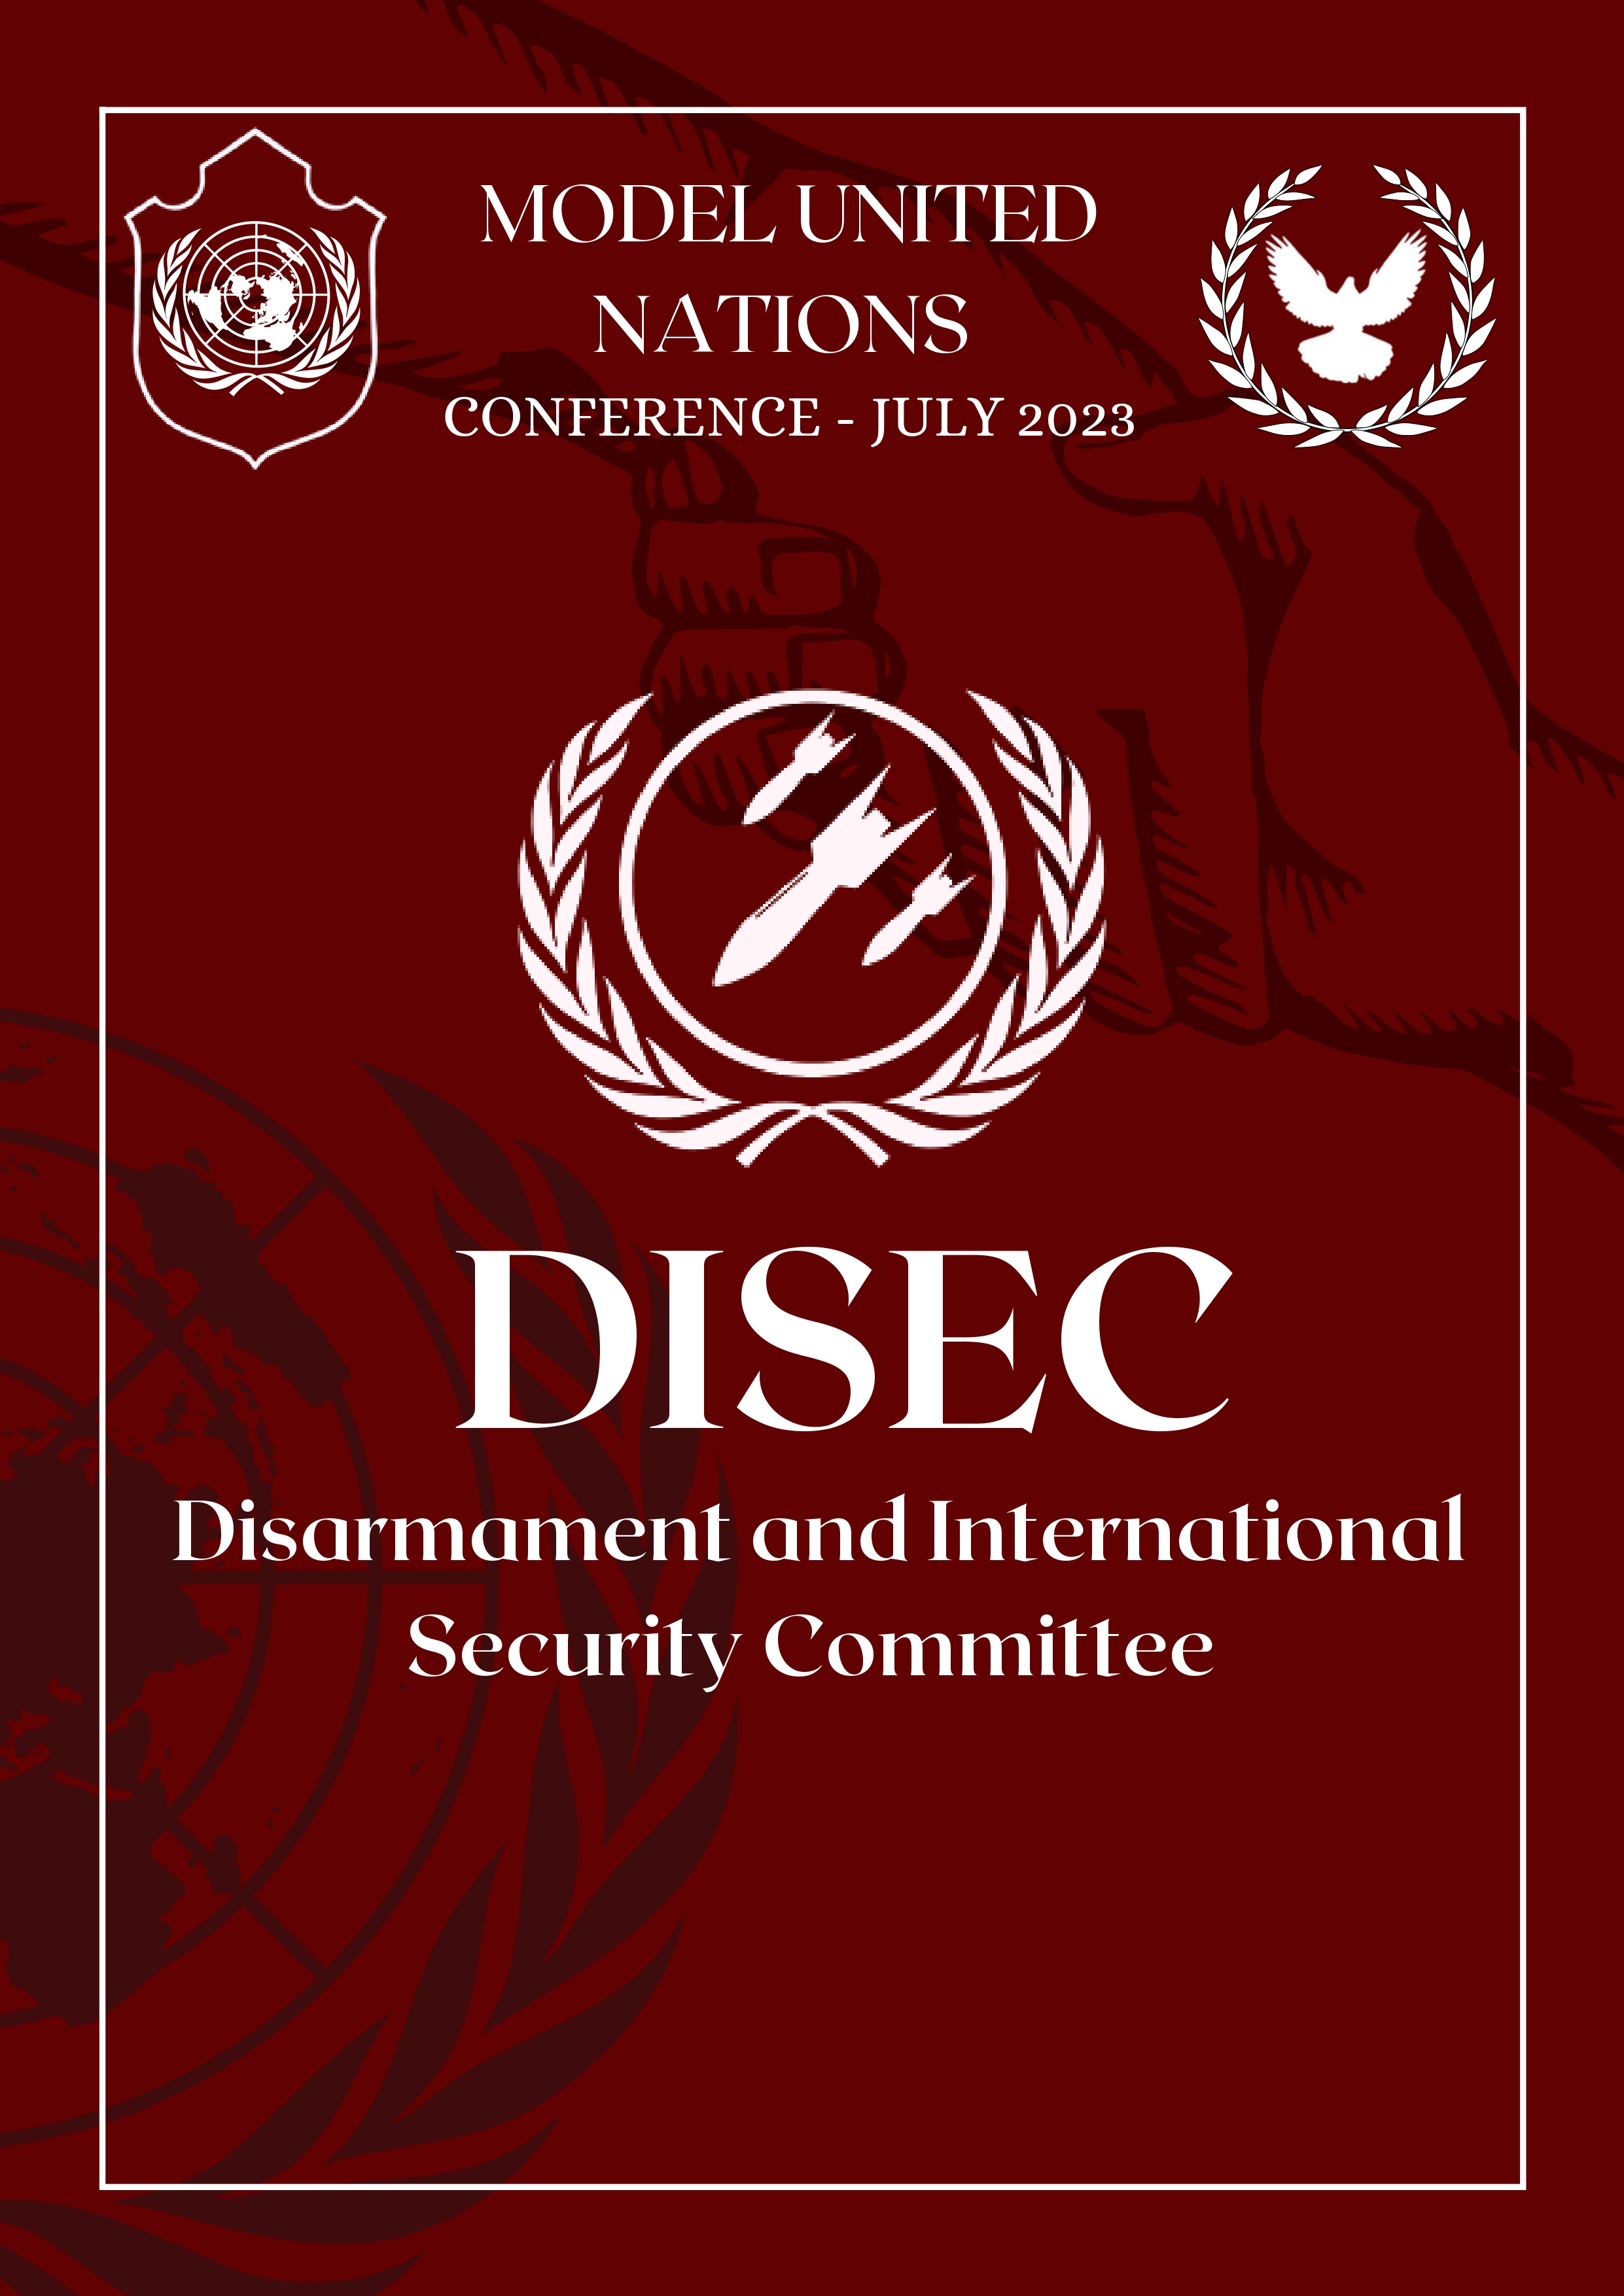 MODEL UNITED
NATIONS
CONFERENCE - JULY 2023
DISEC
Disarmament and International
Security Committee